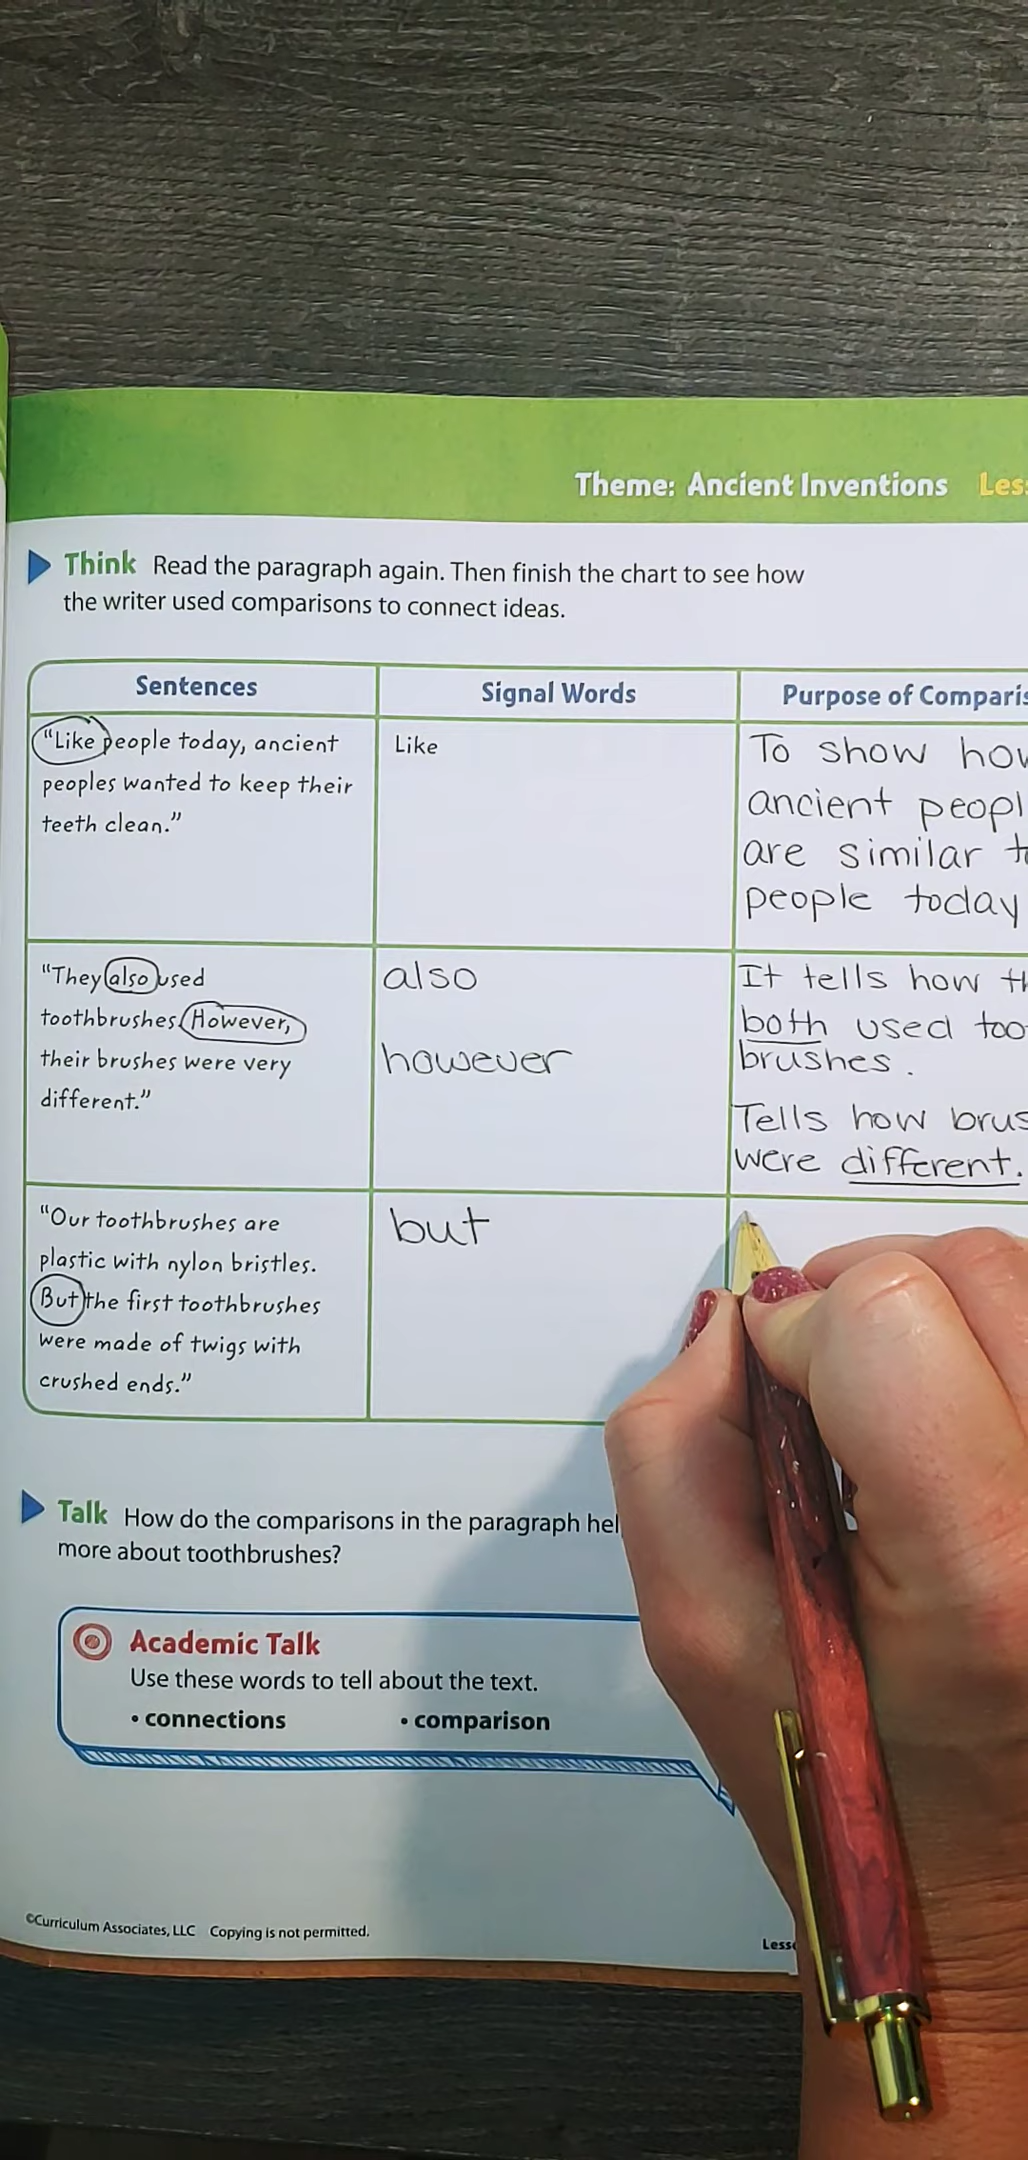 Theme: Ancient Inventions
Think Read the paragraph again. Then finish the chart to see how
the writer used comparisons to connect ideas.
Sentences
Signal Words
Purpose of
"Like people today, ancient
peoples wanted to keep their
teeth clean."
Like
To show
ancient
are similar
people today
"They also used
toothbrushes. However,
their brushes were very
different."
also
however
It tells how
both used
brushes.
Tells how
were different.
"Our toothbrushes are
plastic with nylon bristles.
But the first toothbrushes
were made of twigs with
crushed ends."
but
Talk How do the comparisons in the paragraph
more about toothbrushes?
Academic Talk
Use these words to tell about the text.
• connections
• comparison
©Curriculum Associates, LLC Copying is not permitted.